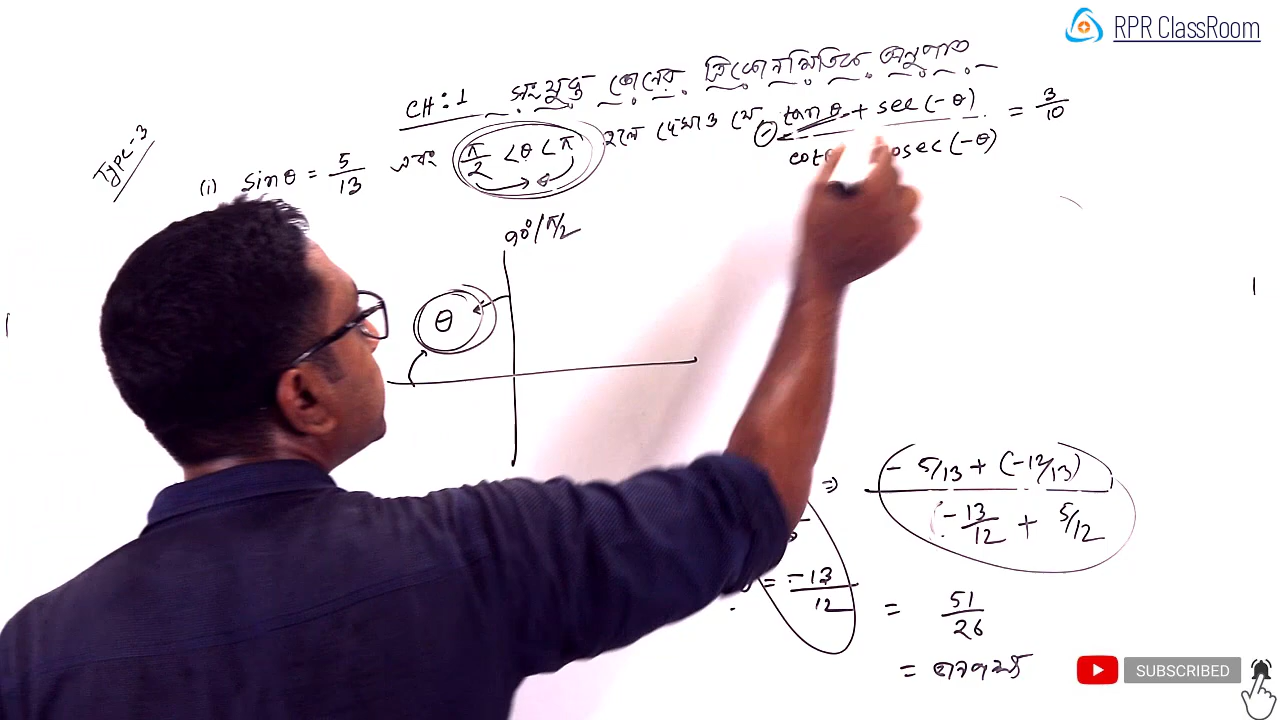 RPR ClassRoom
CH: 1 সংযুক্ত কোণের ত্রিকোণমিতিক অনুপাত
Type-3
(i) sinθ = 5/13 এবং π/2 < θ < π হলে দেখাও যে (tanθ + sec(-θ)) / (cotθ osec(-θ)) = 3/10
θ
90°/π/2
θ
⇒ (- 5/13 + (-12/13)) / (-13/12 + 5/12)
= -13/12
= 51/26
=
SUBSCRIBED